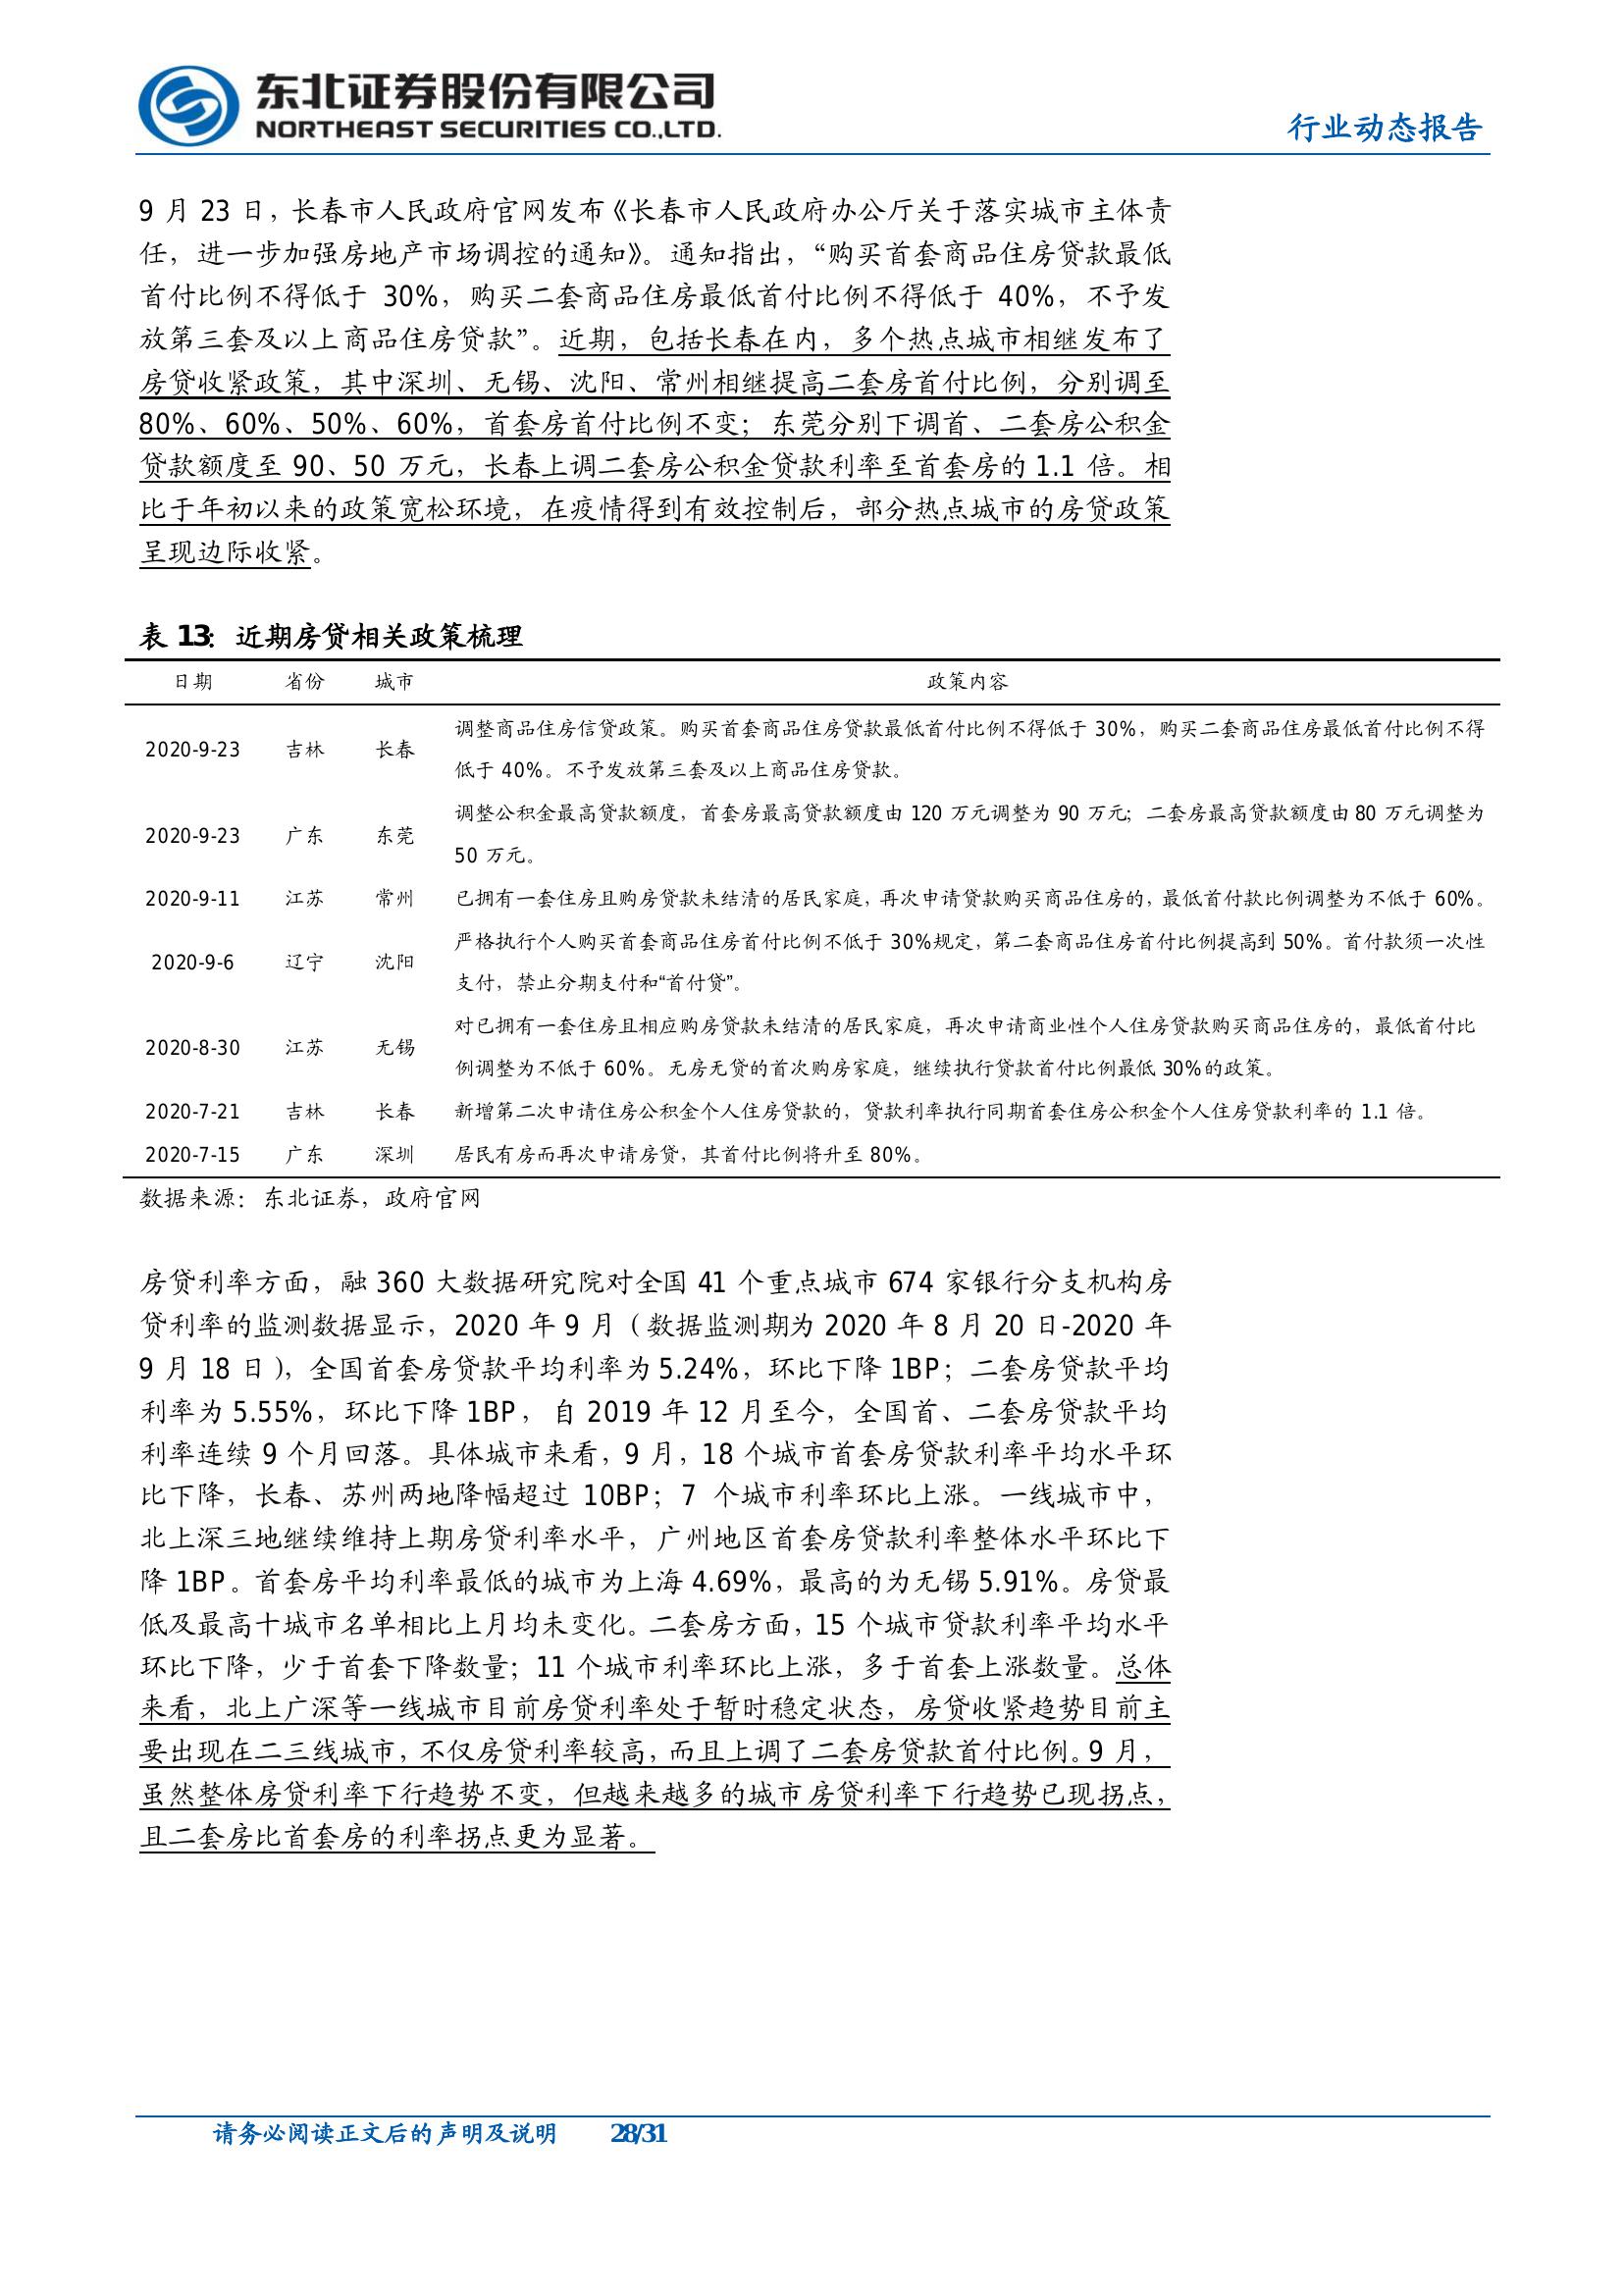 东北证券股份有限公司
NORTHEAST SECURITIES CO.,LTD.
行业动态报告
9 月 23 日，长春市人民政府官网发布《长春市人民政府办公厅关于落实城市主体责
任，进一步加强房地产市场调控的通知》。通知指出，“购买首套商品住房贷款最低
首付比例不得低于 30%，购买二套商品住房最低首付比例不得低于 40%，不予发
放第三套及以上商品住房贷款”。近期，包括长春在内，多个热点城市相继发布了
房贷收紧政策，其中深圳、无锡、沈阳、常州相继提高二套房首付比例，分别调至
80%、60%、50%、60%，首套房首付比例不变；东莞分别下调首、二套房公积金
贷款额度至 90、50 万元，长春上调二套房公积金贷款利率至首套房的 1.1 倍。相
比于年初以来的政策宽松环境，在疫情得到有效控制后，部分热点城市的房贷政策
呈现边际收紧。
表 13：近期房贷相关政策梳理
日期 省份 城市 政策内容
调整商品住房信贷政策。购买首套商品住房贷款最低首付比例不得低于 30%，购买二套商品住房最低首付比例不得
2020-9-23 吉林 长春
低于 40%。不予发放第三套及以上商品住房贷款。
调整公积金最高贷款额度，首套房最高贷款额度由 120 万元调整为 90 万元；二套房最高贷款额度由 80 万元调整为
2020-9-23 广东 东莞
50 万元。
2020-9-11 江苏 常州 已拥有一套住房且购房贷款未结清的居民家庭，再次申请贷款购买商品住房的，最低首付款比例调整为不低于 60%。
严格执行个人购买首套商品住房首付比例不低于 30%规定，第二套商品住房首付比例提高到 50%。首付款须一次性
2020-9-6 辽宁 沈阳
支付，禁止分期支付和“首付贷”。
对已拥有一套住房且相应购房贷款未结清的居民家庭，再次申请商业性个人住房贷款购买商品住房的，最低首付比
2020-8-30 江苏 无锡
例调整为不低于 60%。无房无贷的首次购房家庭，继续执行贷款首付比例最低 30%的政策。
2020-7-21 吉林 长春 新增第二次申请住房公积金个人住房贷款的，贷款利率执行同期首套住房公积金个人住房贷款利率的 1.1 倍。
2020-7-15 广东 深圳 居民有房而再次申请房贷，其首付比例将升至 80%。
数据来源：东北证券，政府官网
房贷利率方面，融 360 大数据研究院对全国 41 个重点城市 674 家银行分支机构房
贷利率的监测数据显示，2020 年 9 月（数据监测期为 2020 年 8 月 20 日-2020 年
9 月 18 日），全国首套房贷款平均利率为 5.24%，环比下降 1BP；二套房贷款平均
利率为 5.55%，环比下降 1BP，自 2019 年 12 月至今，全国首、二套房贷款平均
利率连续 9 个月回落。具体城市来看，9 月，18 个城市首套房贷款利率平均水平环
比下降，长春、苏州两地降幅超过 10BP；7 个城市利率环比上涨。一线城市中，
北上深三地继续维持上期房贷利率水平，广州地区首套房贷款利率整体水平环比下
降 1BP。首套房平均利率最低的城市为上海 4.69%，最高的为无锡 5.91%。房贷最
低及最高十城市名单相比上月均未变化。二套房方面，15 个城市贷款利率平均水平
环比下降，少于首套下降数量；11 个城市利率环比上涨，多于首套上涨数量。总体
来看，北上广深等一线城市目前房贷利率处于暂时稳定状态，房贷收紧趋势目前主
要出现在二三线城市，不仅房贷利率较高，而且上调了二套房贷款首付比例。9 月，
虽然整体房贷利率下行趋势不变，但越来越多的城市房贷利率下行趋势已现拐点，
且二套房比首套房的利率拐点更为显著。
请务必阅读正文后的声明及说明 28/31